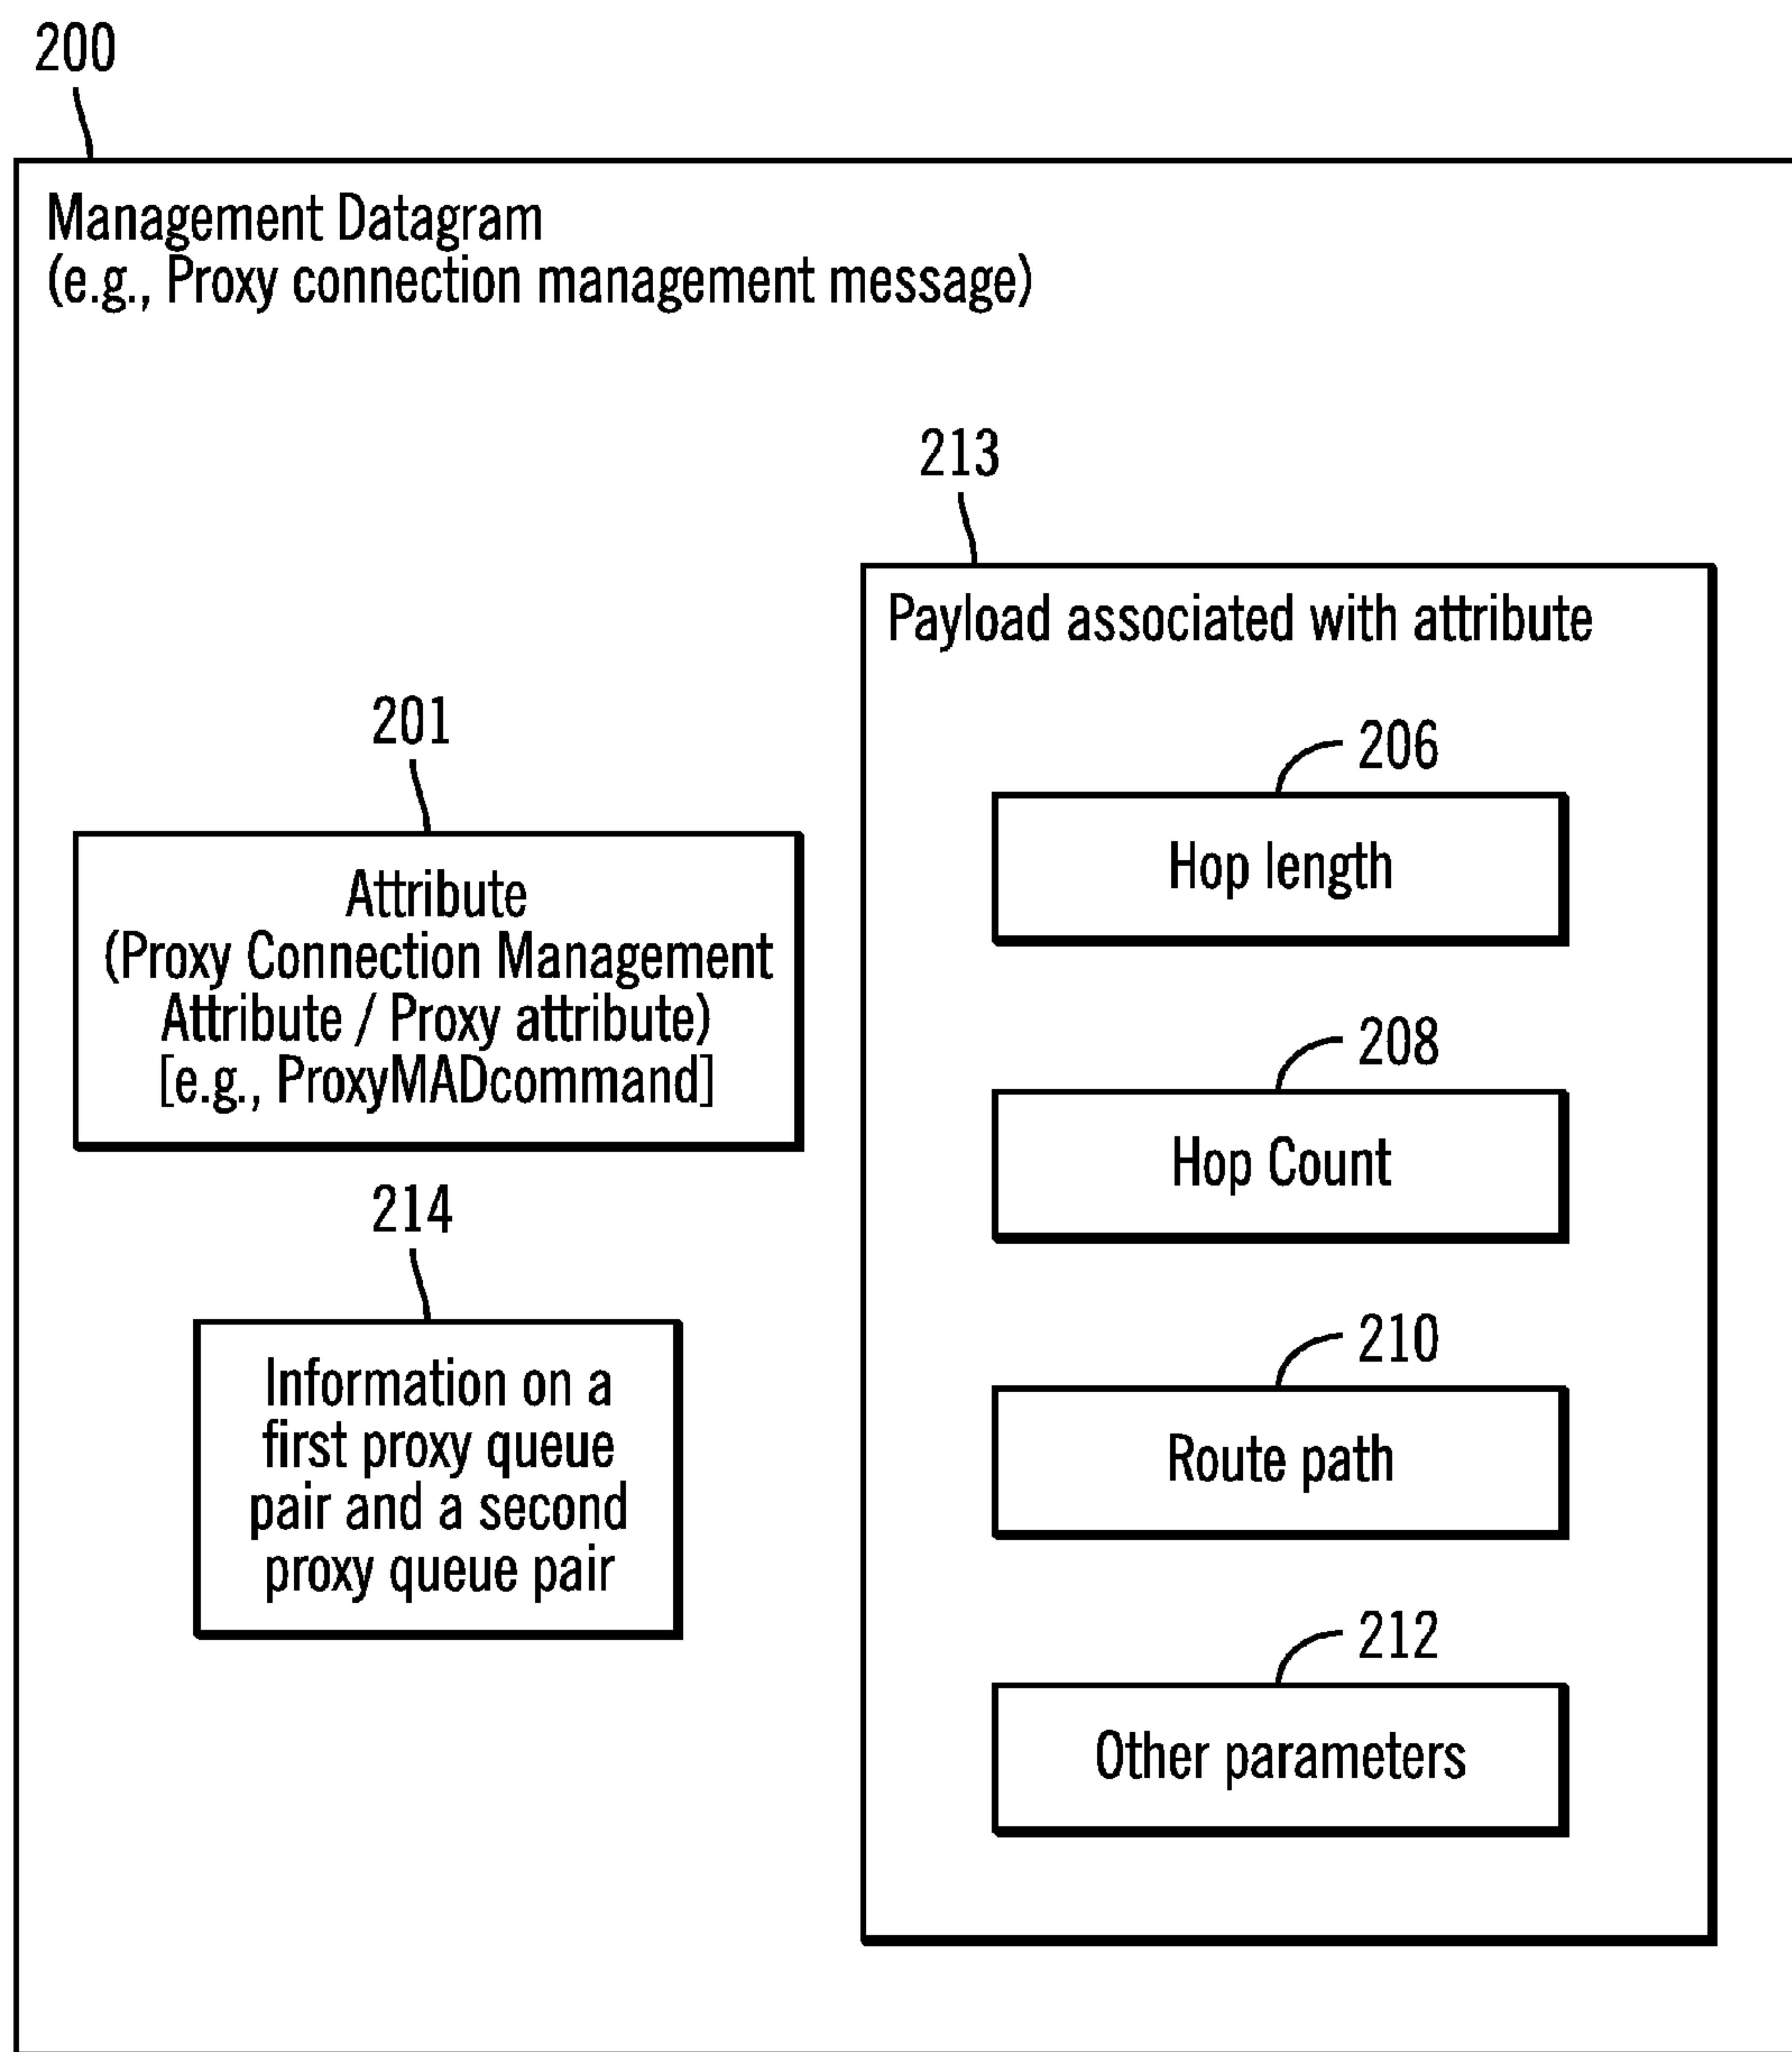 200
Management Datagram
(e.g., Proxy connection management message)
213
Payload associated with attribute
201
Attribute
(Proxy Connection Management
Attribute / Proxy attribute)
[e.g., ProxyMADcommand]
214
Information on a
first proxy queue
pair and a second
proxy queue pair
206
Hop length
208
Hop Count
210
Route path
212
Other parameters